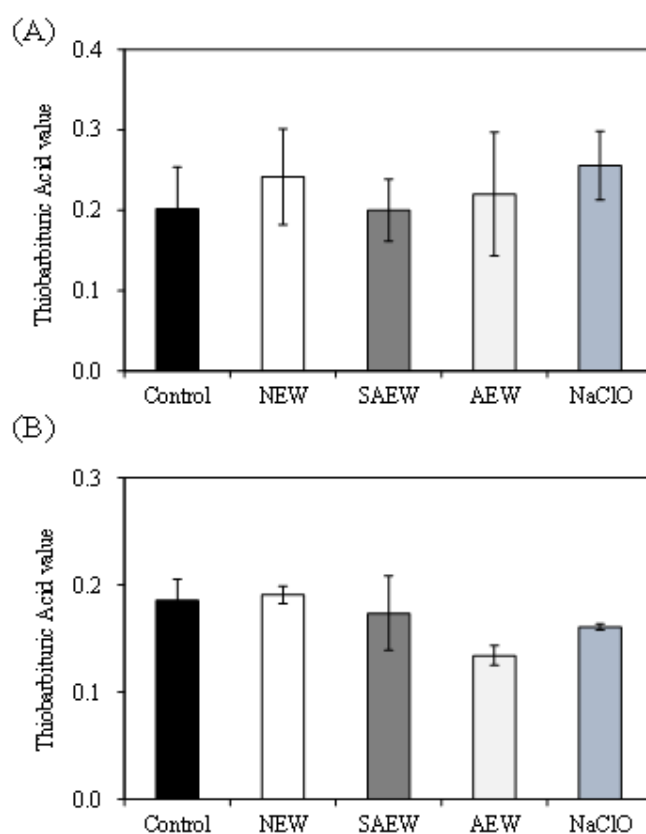 (A)
Thiobarbituric Acid value
0.4
0.3
0.2
0.1
0.0
Control NEW SAEW AEW NaClO
(B)
Thiobarbituric Acid value
0.3
0.2
0.1
0.0
Control NEW SAEW AEW NaClO